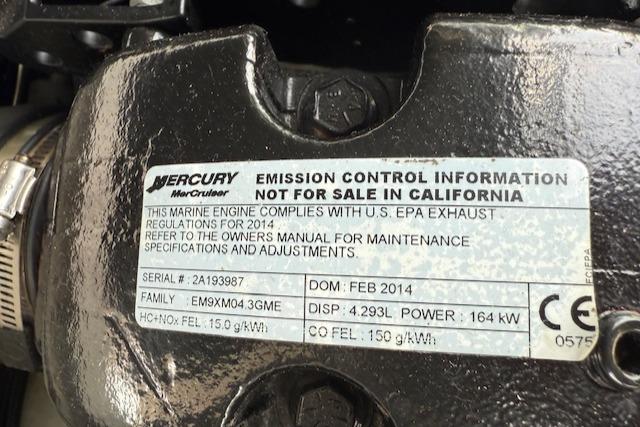 MERCURY
MerCruiser
EMISSION CONTROL INFORMATION
NOT FOR SALE IN CALIFORNIA
THIS MARINE ENGINE COMPLIES WITH U.S. EPA EXHAUST
REGULATIONS FOR 2014
REFER TO THE OWNERS MANUAL FOR MAINTENANCE
SPECIFICATIONS AND ADJUSTMENTS.
SERIAL # : 2A193987
DOM : FEB 2014
FAMILY : EM9XM04.3GME
DISP : 4.293L POWER : 164 kW
HC+NOx FEL : 15.0 g/kWh
CO FEL : 150 g/kWh
CE
0575
EC/EPA